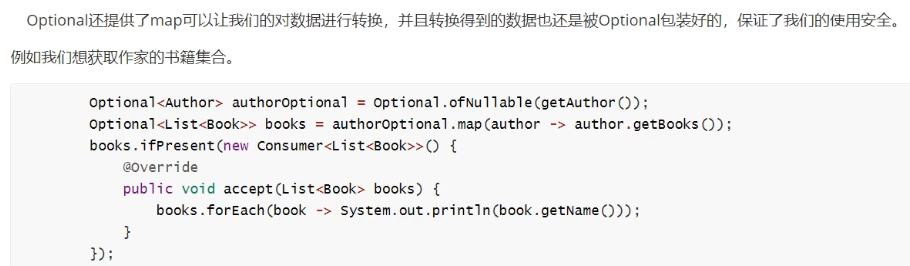 Optional还提供了map可以让我们的对数据进行转换，并且转换得到的数据也还是被Optional包装好的，保证了我们的使用安全。
例如我们想获取作家的书籍集合。
Optional<Author> authorOptional = Optional.ofNullable(getAuthor());
Optional<List<Book>> books = authorOptional.map(author -> author.getBooks());
books.ifPresent(new Consumer<List<Book>>() {
    @Override
    public void accept(List<Book> books) {
        books.forEach(book -> System.out.println(book.getName()));
    }
});